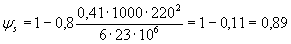 ψₛ = 1 − 0,8 (0,41·1000·220²)/(6·23·10⁶) = 1 − 0,11 = 0,89